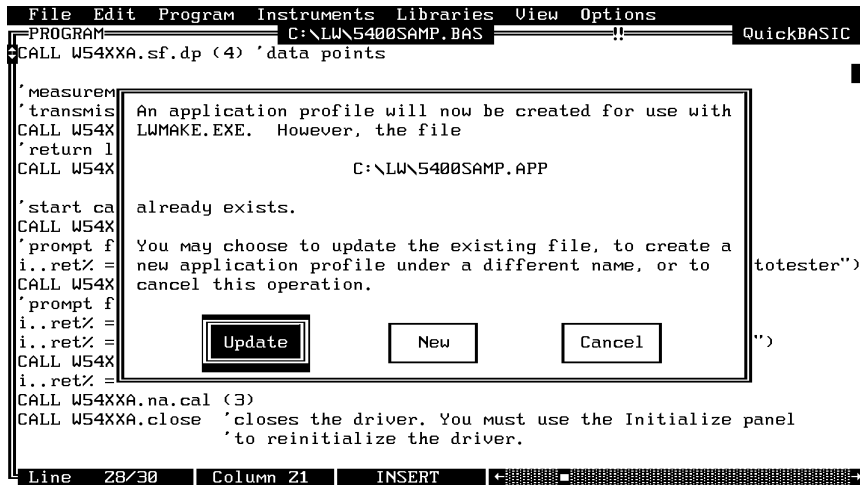 File Edit Program Instruments Libraries View Options
PROGRAM C:\LW\5400SAMP.BAS !! QuickBASIC
CALL W54XXA.sf.dp (4) 'data points
'measurem
'transmis
CALL W54X
'return l
CALL W54X
'start ca
CALL W54X
'prompt f
i..ret% =
CALL W54X
'prompt f
i..ret% =
i..ret% =
CALL W54X
i..ret% =
An application profile will now be created for use with
LWMAKE.EXE. However, the file
C:\LW\5400SAMP.APP
already exists.
You may choose to update the existing file, to create a
new application profile under a different name, or to
cancel this operation.
Update New Cancel
totester")
")
CALL W54XXA.na.cal (3)
CALL W54XXA.close 'closes the driver. You must use the Initialize panel
'to reinitialize the driver.
Line 28/30 Column 21 INSERT